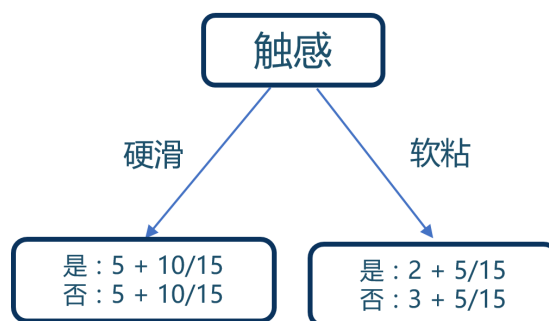 触感
硬滑
软粘
是：5 + 10/15
否：5 + 10/15
是：2 + 5/15
否：3 + 5/15